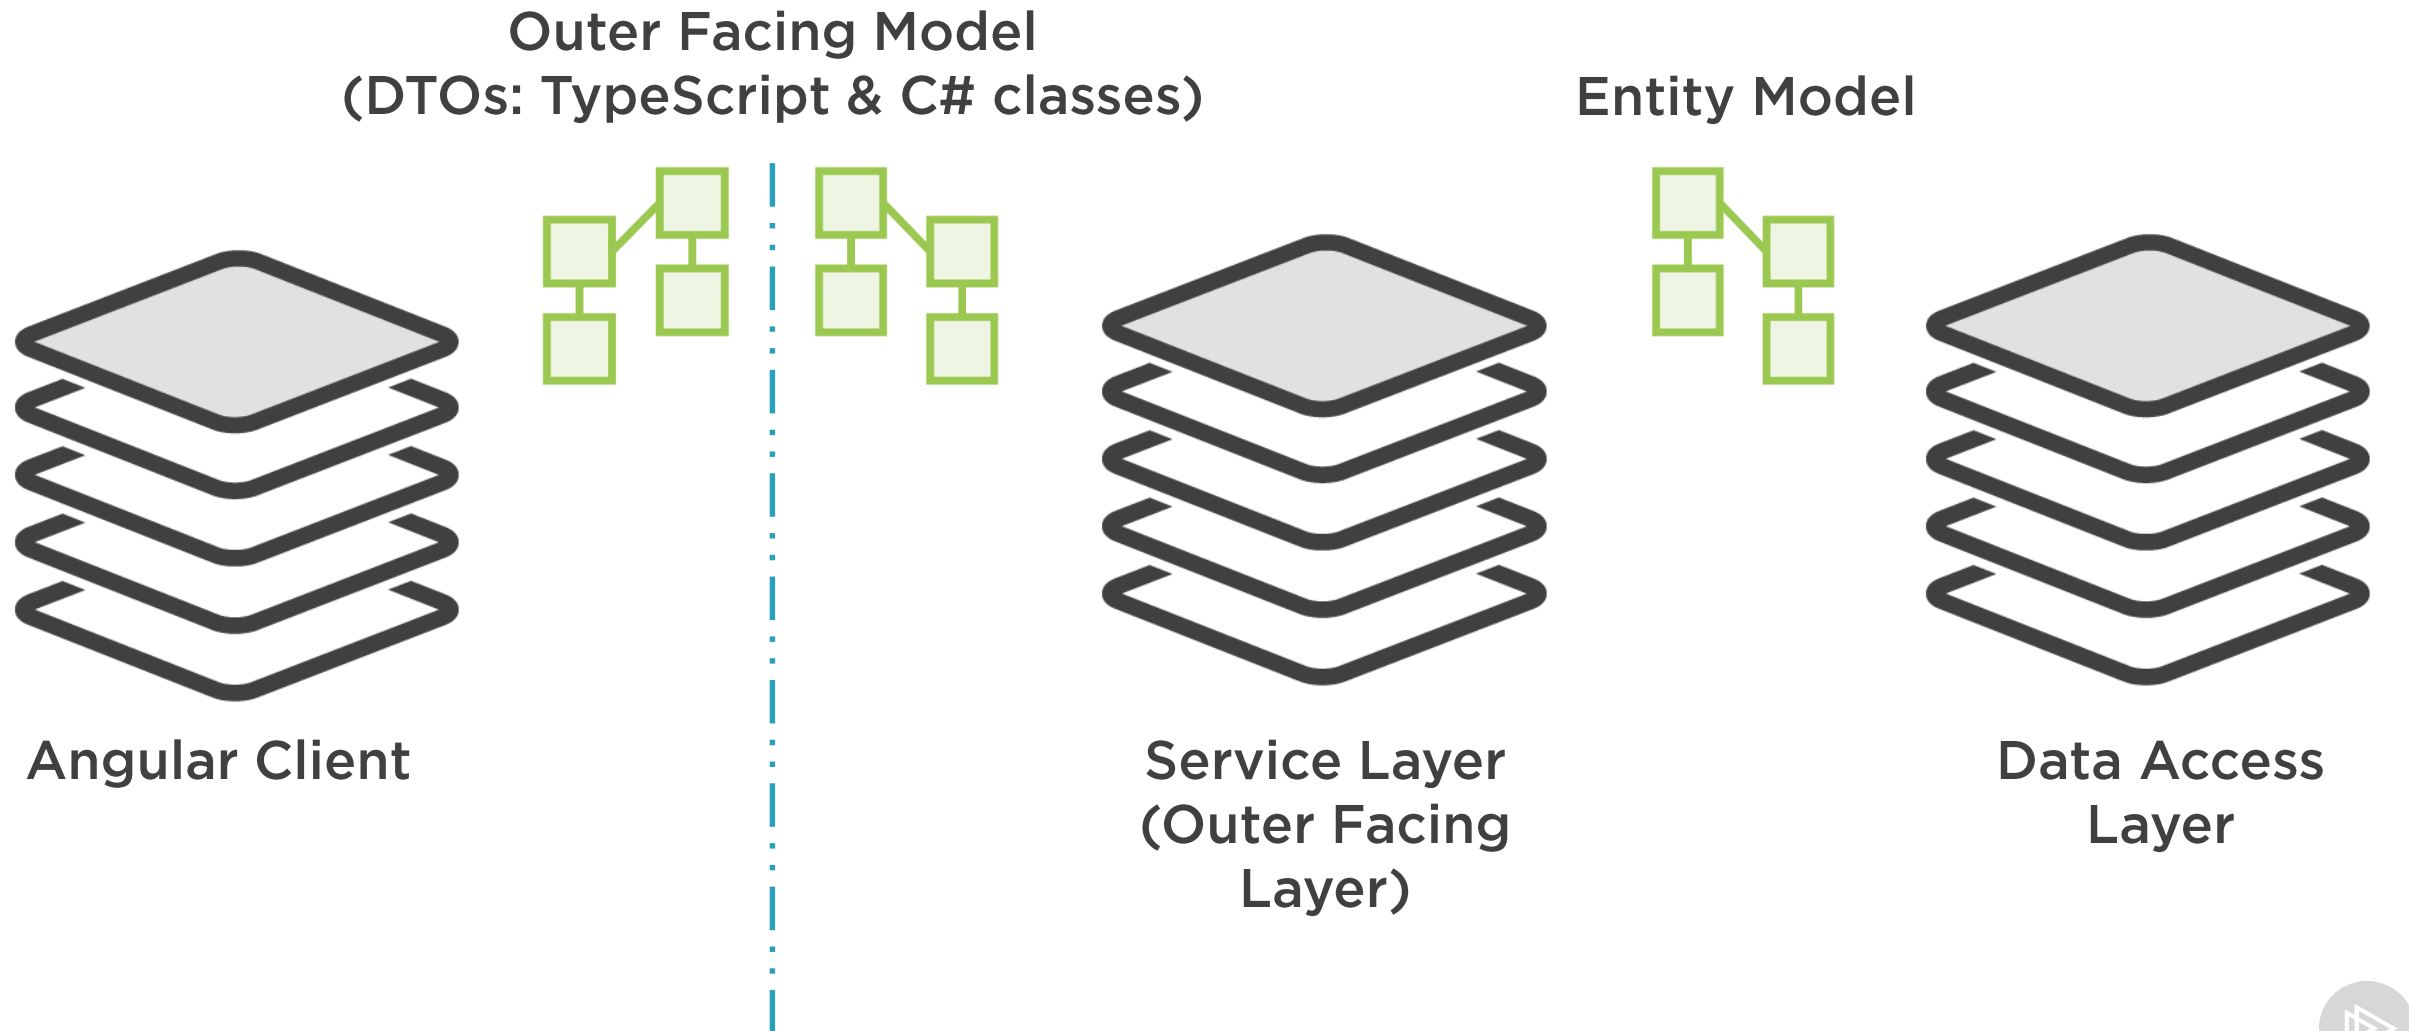 Outer Facing Model
(DTOs: TypeScript & C# classes)
Entity Model
Angular Client
Service Layer
(Outer Facing
Layer)
Data Access
Layer